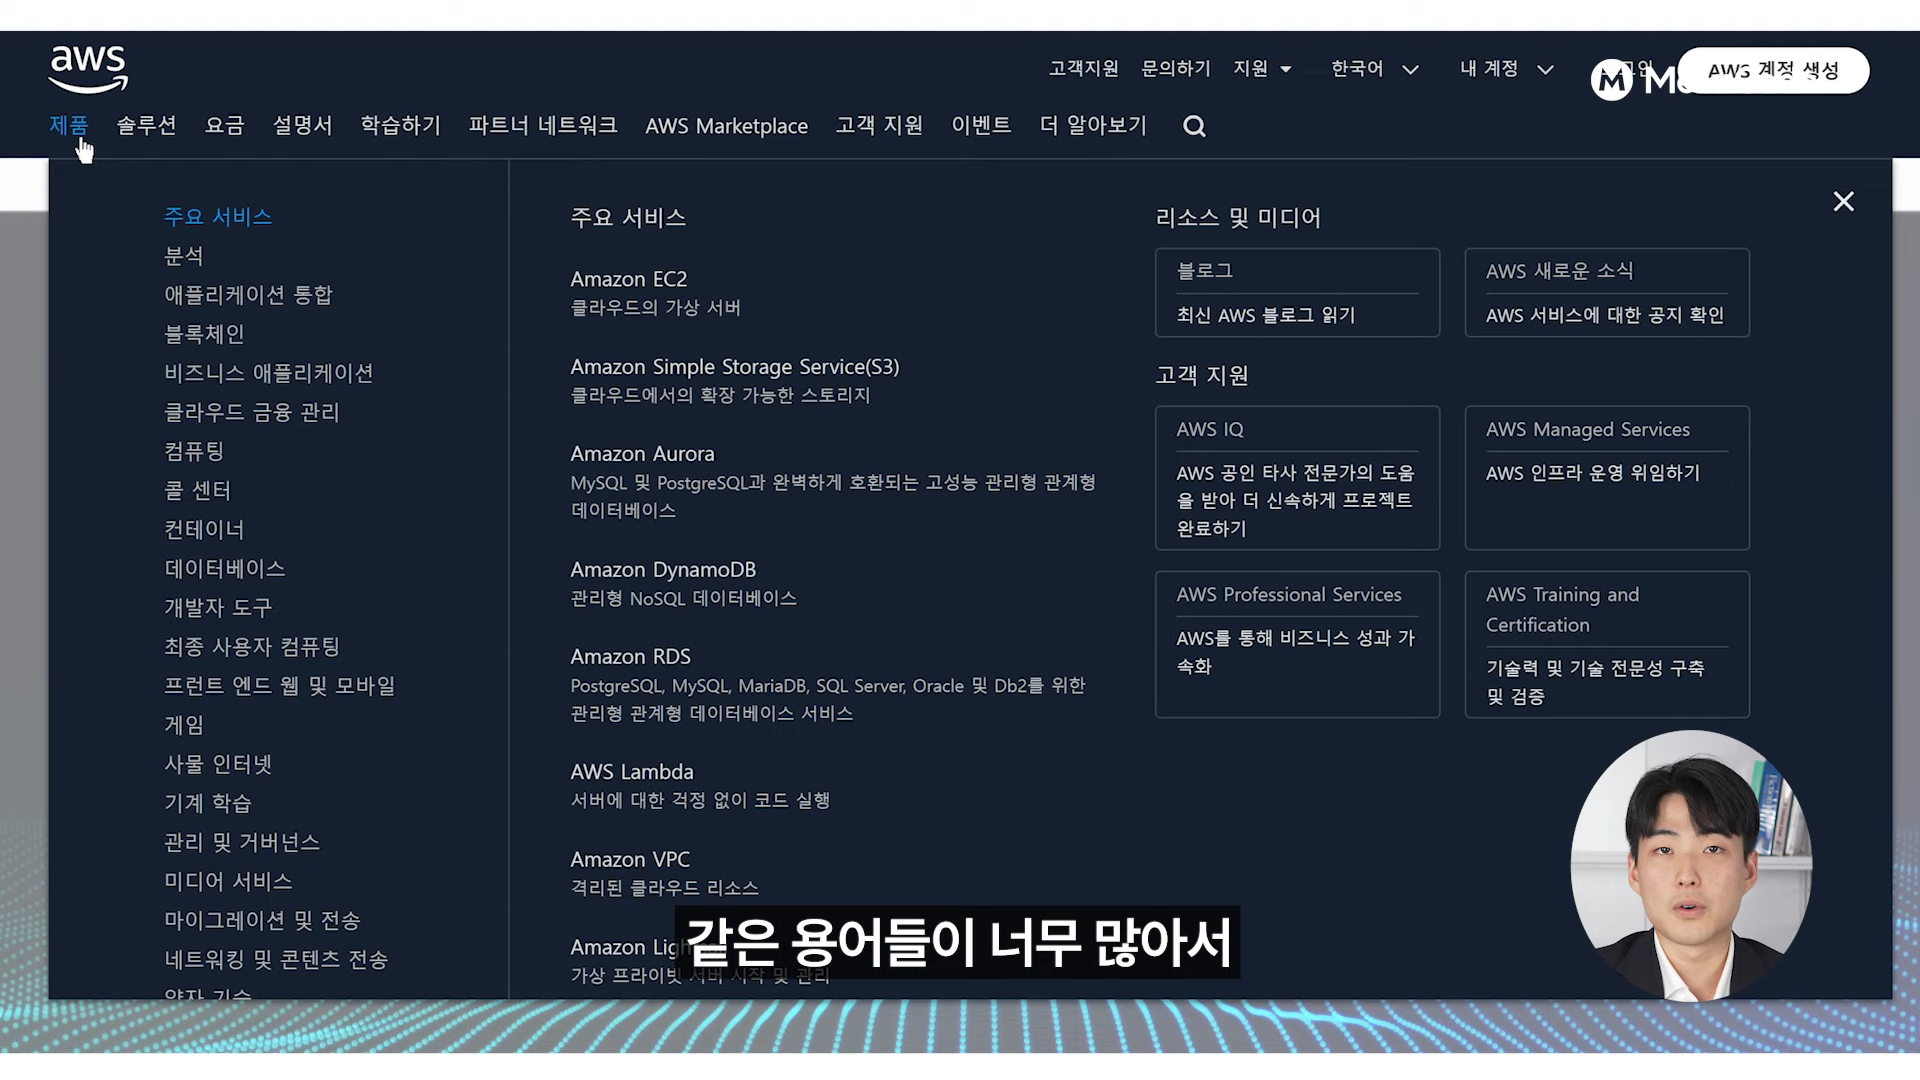 aws
고객지원 문의하기 지원 한국어 내 계정
AWS 계정 생성
제품 솔루션 요금 설명서 학습하기 파트너 네트워크 AWS Marketplace 고객 지원 이벤트 더 알아보기
주요 서비스
분석
애플리케이션 통합
블록체인
비즈니스 애플리케이션
클라우드 금융 관리
컴퓨팅
콜 센터
컨테이너
데이터베이스
개발자 도구
최종 사용자 컴퓨팅
프런트 엔드 웹 및 모바일
게임
사물 인터넷
기계 학습
관리 및 거버넌스
미디어 서비스
마이그레이션 및 전송
네트워킹 및 콘텐츠 전송
양자 기술
주요 서비스
Amazon EC2
클라우드의 가상 서버
Amazon Simple Storage Service(S3)
클라우드에서의 확장 가능한 스토리지
Amazon Aurora
MySQL 및 PostgreSQL과 완벽하게 호환되는 고성능 관리형 관계형
데이터베이스
Amazon DynamoDB
관리형 NoSQL 데이터베이스
Amazon RDS
PostgreSQL, MySQL, MariaDB, SQL Server, Oracle 및 Db2를 위한
관리형 관계형 데이터베이스 서비스
AWS Lambda
서버에 대한 걱정 없이 코드 실행
Amazon VPC
격리된 클라우드 리소스
Amazon
가상 프라이빗 서버 시작 및 관리
리소스 및 미디어
블로그
최신 AWS 블로그 읽기
AWS 새로운 소식
AWS 서비스에 대한 공지 확인
고객 지원
AWS IQ
AWS 공인 타사 전문가의 도움
을 받아 더 신속하게 프로젝트
완료하기
AWS Managed Services
AWS 인프라 운영 위임하기
AWS Professional Services
AWS를 통해 비즈니스 성과 가
속화
AWS Training and
Certification
기술력 및 기술 전문성 구축
및 검증
같은 용어들이 너무 많아서